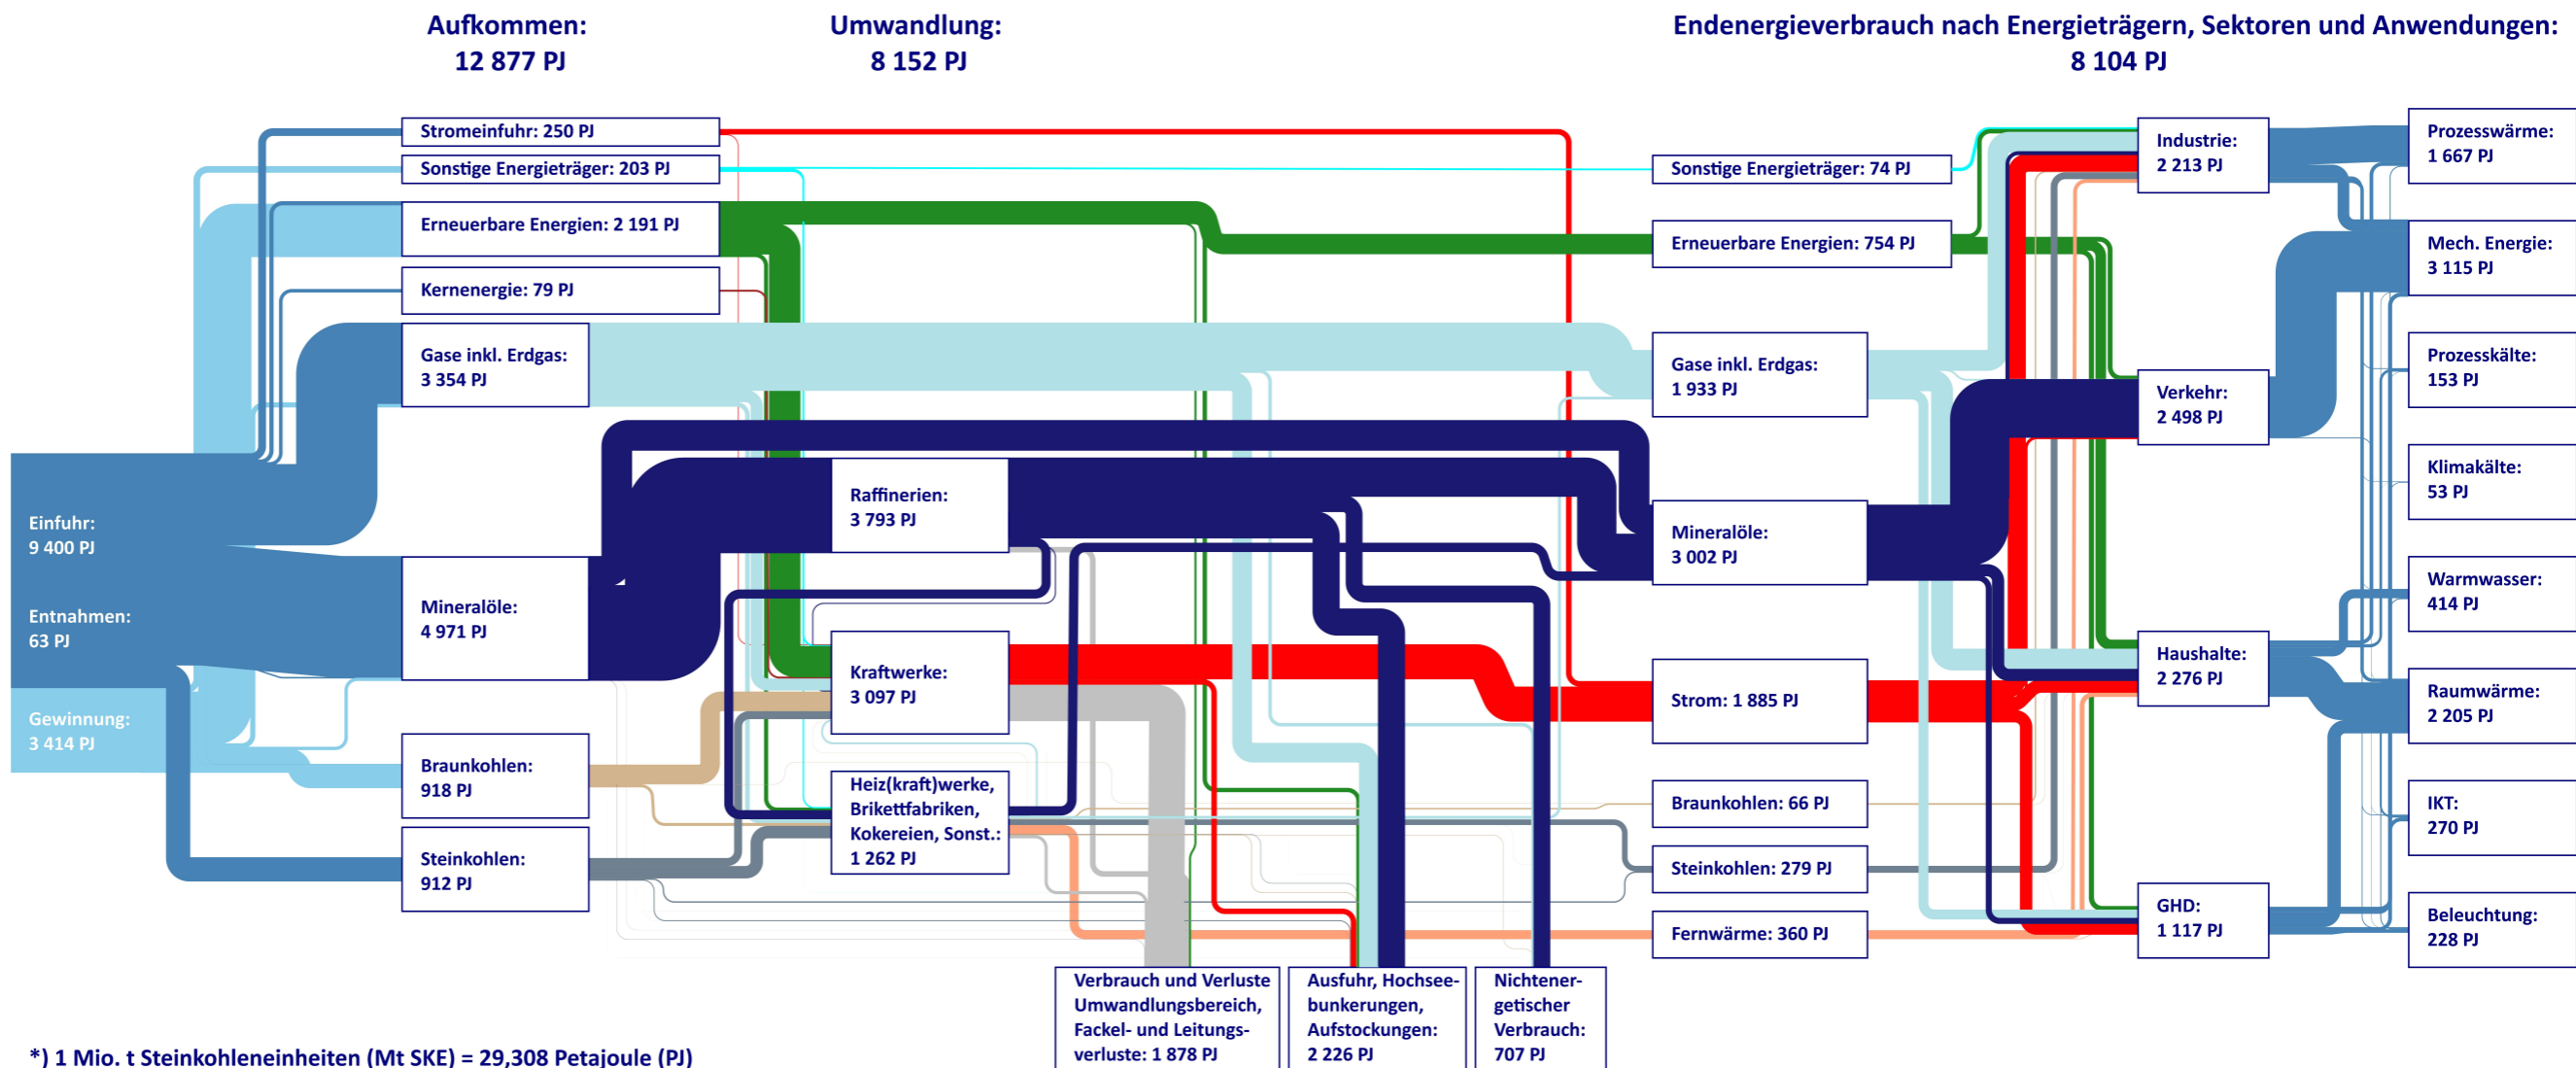 Aufkommen:
12 877 PJ
Umwandlung:
8 152 PJ
Endenergieverbrauch nach Energieträgern, Sektoren und Anwendungen:
8 104 PJ
Einfuhr:
9 400 PJ
Entnahmen:
63 PJ
Gewinnung:
3 414 PJ
Stromeinfuhr: 250 PJ
Sonstige Energieträger: 203 PJ
Erneuerbare Energien: 2 191 PJ
Kernenergie: 79 PJ
Gase inkl. Erdgas:
3 354 PJ
Mineralöle:
4 971 PJ
Braunkohlen:
918 PJ
Steinkohlen:
912 PJ
Raffinerien:
3 793 PJ
Kraftwerke:
3 097 PJ
Heiz(kraft)werke,
Brikettfabriken,
Kokereien, Sonst.:
1 262 PJ
Verbrauch und Verluste
Umwandlungsbereich,
Fackel- und Leitungs-
verluste: 1 878 PJ
Ausfuhr, Hochsee-
bunkerungen,
Aufstockungen:
2 226 PJ
Nichtener-
getischer
Verbrauch:
707 PJ
Sonstige Energieträger: 74 PJ
Erneuerbare Energien: 754 PJ
Gase inkl. Erdgas:
1 933 PJ
Mineralöle:
3 002 PJ
Strom: 1 885 PJ
Braunkohlen: 66 PJ
Steinkohlen: 279 PJ
Fernwärme: 360 PJ
Industrie:
2 213 PJ
Verkehr:
2 498 PJ
Haushalte:
2 276 PJ
GHD:
1 117 PJ
Prozesswärme:
1 667 PJ
Mech. Energie:
3 115 PJ
Prozesskälte:
153 PJ
Klimakälte:
53 PJ
Warmwasser:
414 PJ
Raumwärme:
2 205 PJ
IKT:
270 PJ
Beleuchtung:
228 PJ
*) 1 Mio. t Steinkohleneinheiten (Mt SKE) = 29,308 Petajoule (PJ)